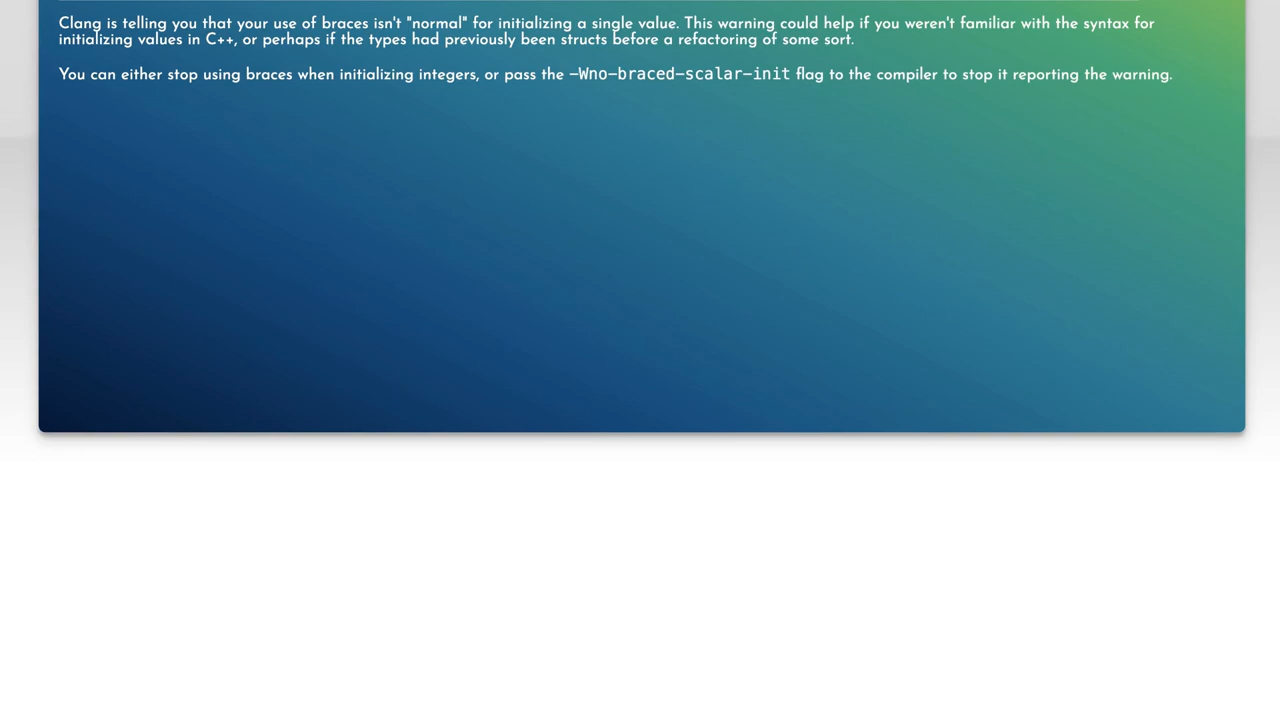 Clang is telling you that your use of braces isn't "normal" for initializing a single value. This warning could help if you weren't familiar with the syntax for
initializing values in C++, or perhaps if the types had previously been structs before a refactoring of some sort.
You can either stop using braces when initializing integers, or pass the -Wno-braced-scalar-init flag to the compiler to stop it reporting the warning.